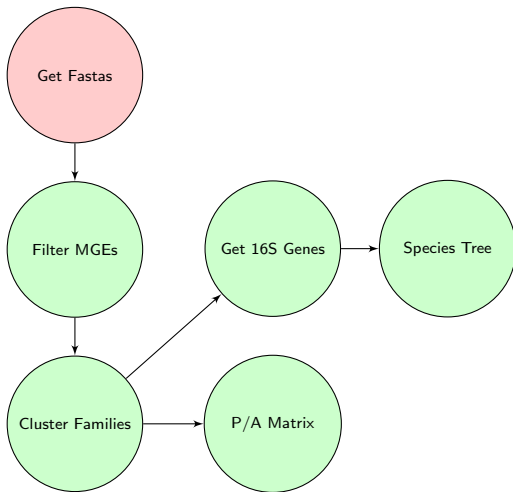 Get Fastas
Filter MGEs
Get 16S Genes
Species Tree
Cluster Families
P/A Matrix